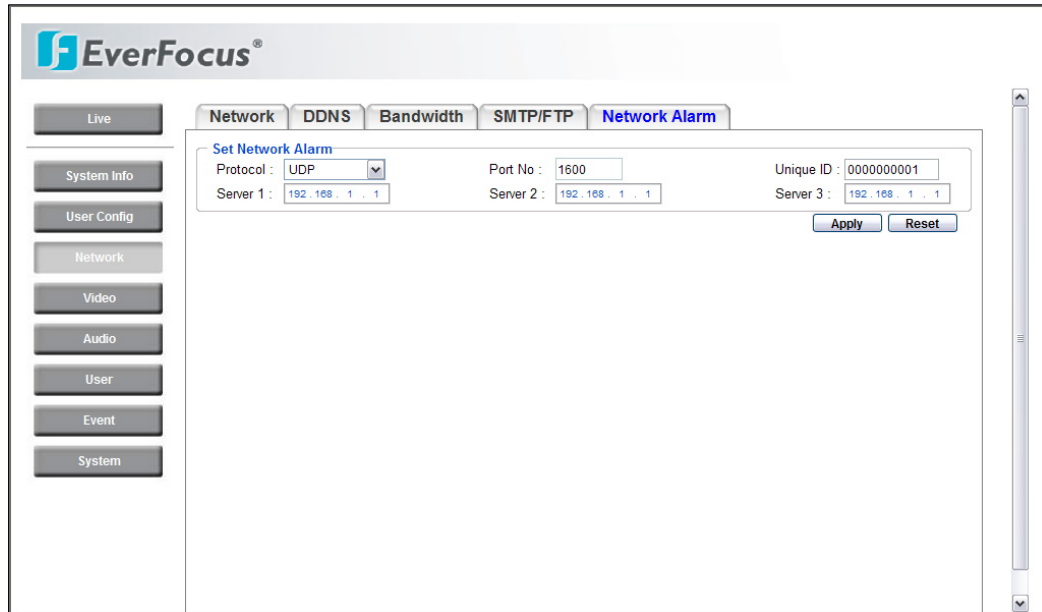 EverFocus®
Live
System Info
User Config
Network
Video
Audio
User
Event
System
Network DDNS Bandwidth SMTP/FTP Network Alarm
Set Network Alarm
Protocol : UDP Port No : 1600 Unique ID : 0000000001
Server 1 : 192 . 168 . 1 . 1 Server 2 : 192 . 168 . 1 . 1 Server 3 : 192 . 168 . 1 . 1
Apply Reset